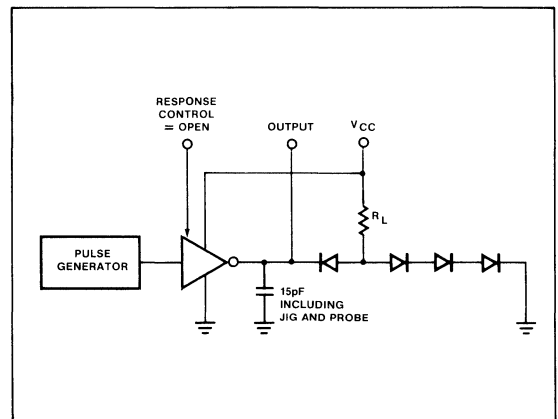 RESPONSE
CONTROL
= OPEN
OUTPUT
VCC
RL
PULSE
GENERATOR
15pF
INCLUDING
JIG AND PROBE